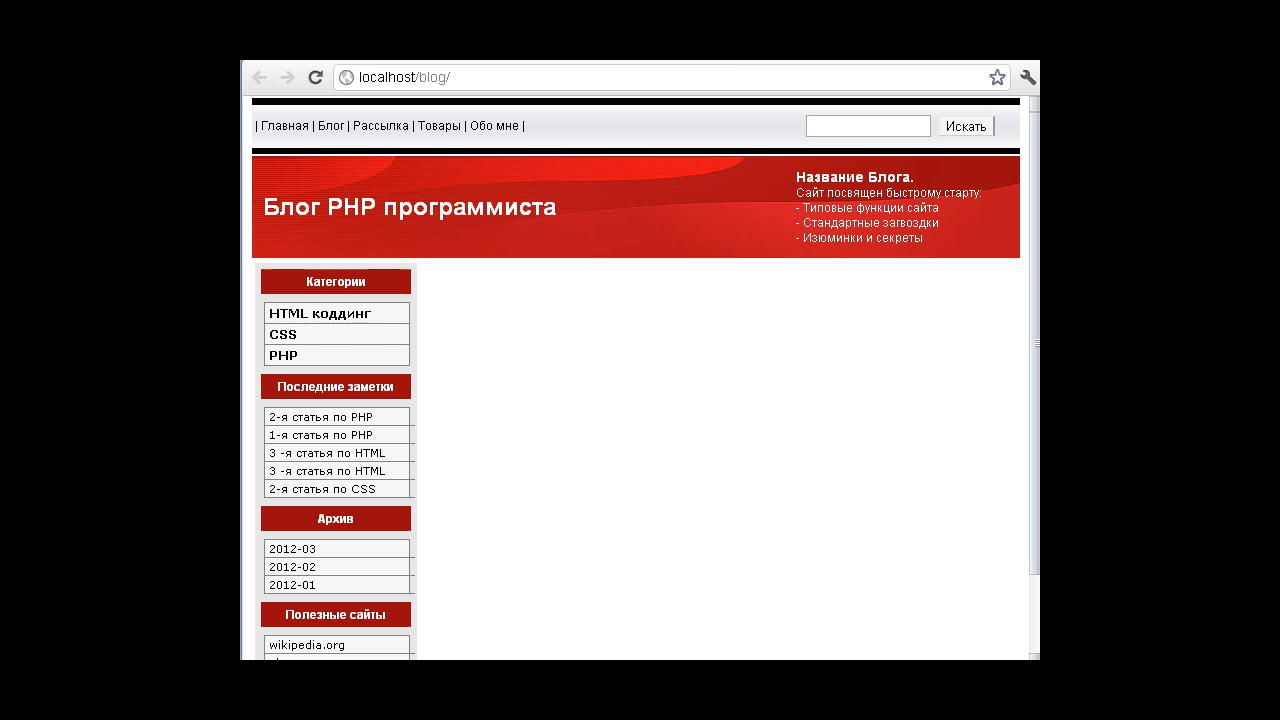 localhost/blog/
| Главная | Блог | Рассылка | Товары | Обо мне |
Искать
Блог PHP программиста
Название Блога.
Сайт посвящен быстрому старту:
- Типовые функции сайта
- Стандартные загвоздки
- Изюминки и секреты
Категории
HTML коддинг
CSS
PHP
Последние заметки
2-я статья по PHP
1-я статья по PHP
3 -я статья по HTML
3 -я статья по HTML
2-я статья по CSS
Архив
2012-03
2012-02
2012-01
Полезные сайты
wikipedia.org